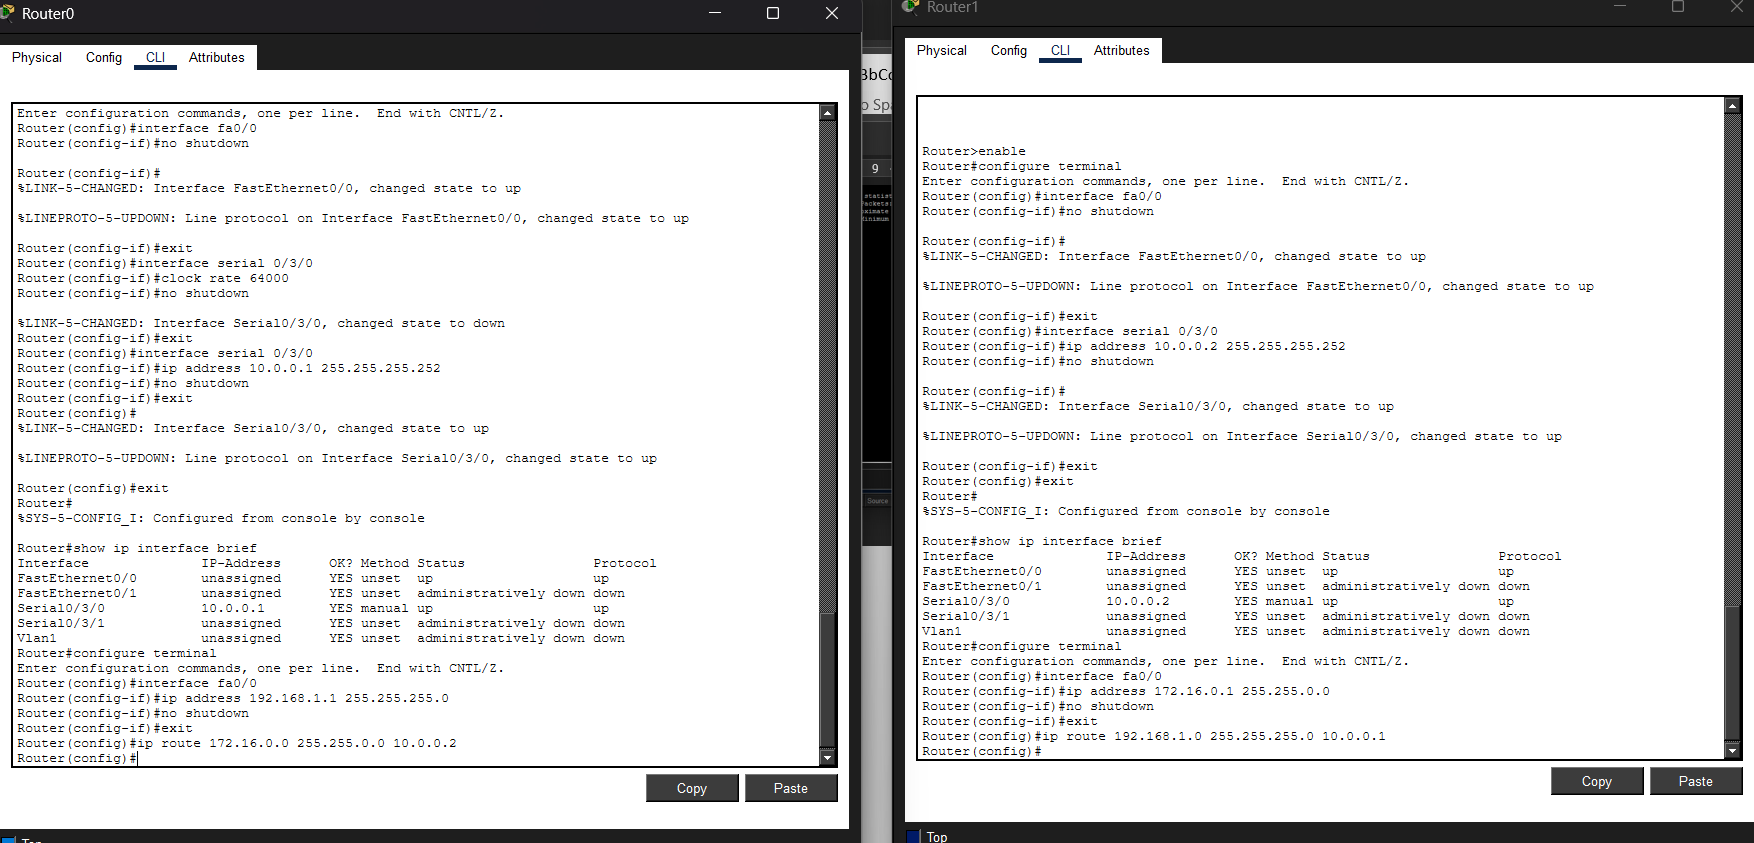 Router0
Physical Config CLI Attributes
Enter configuration commands, one per line.  End with CNTL/Z.
Router(config)#interface fa0/0
Router(config-if)#no shutdown
Router(config-if)#
%LINK-5-CHANGED: Interface FastEthernet0/0, changed state to up
%LINEPROTO-5-UPDOWN: Line protocol on Interface FastEthernet0/0, changed state to up
Router(config-if)#exit
Router(config)#interface serial 0/3/0
Router(config-if)#clock rate 64000
Router(config-if)#no shutdown
%LINK-5-CHANGED: Interface Serial0/3/0, changed state to down
Router(config-if)#exit
Router(config)#interface serial 0/3/0
Router(config-if)#ip address 10.0.0.1 255.255.255.252
Router(config-if)#no shutdown
Router(config-if)#exit
Router(config)#
%LINK-5-CHANGED: Interface Serial0/3/0, changed state to up
%LINEPROTO-5-UPDOWN: Line protocol on Interface Serial0/3/0, changed state to up
Router(config)#exit
Router#
%SYS-5-CONFIG_I: Configured from console by console
Router#show ip interface brief
Interface IP-Address OK? Method Status Protocol
FastEthernet0/0 unassigned YES unset up up
FastEthernet0/1 unassigned YES unset administratively down down
Serial0/3/0 10.0.0.1 YES manual up up
Serial0/3/1 unassigned YES unset administratively down down
Vlan1 unassigned YES unset administratively down down
Router#configure terminal
Enter configuration commands, one per line.  End with CNTL/Z.
Router(config)#interface fa0/0
Router(config-if)#ip address 192.168.1.1 255.255.255.0
Router(config-if)#no shutdown
Router(config-if)#exit
Router(config)#ip route 172.16.0.0 255.255.0.0 10.0.0.2
Router(config)#
Copy Paste
Top
9
Source
Router1
Physical Config CLI Attributes
Router>enable
Router#configure terminal
Enter configuration commands, one per line.  End with CNTL/Z.
Router(config)#interface fa0/0
Router(config-if)#no shutdown
Router(config-if)#
%LINK-5-CHANGED: Interface FastEthernet0/0, changed state to up
%LINEPROTO-5-UPDOWN: Line protocol on Interface FastEthernet0/0, changed state to up
Router(config-if)#exit
Router(config)#interface serial 0/3/0
Router(config-if)#ip address 10.0.0.2 255.255.255.252
Router(config-if)#no shutdown
Router(config-if)#
%LINK-5-CHANGED: Interface Serial0/3/0, changed state to up
%LINEPROTO-5-UPDOWN: Line protocol on Interface Serial0/3/0, changed state to up
Router(config-if)#exit
Router(config)#exit
Router#
%SYS-5-CONFIG_I: Configured from console by console
Router#show ip interface brief
Interface IP-Address OK? Method Status Protocol
FastEthernet0/0 unassigned YES unset up up
FastEthernet0/1 unassigned YES unset administratively down down
Serial0/3/0 10.0.0.2 YES manual up up
Serial0/3/1 unassigned YES unset administratively down down
Vlan1 unassigned YES unset administratively down down
Router#configure terminal
Enter configuration commands, one per line.  End with CNTL/Z.
Router(config)#interface fa0/0
Router(config-if)#ip address 172.16.0.1 255.255.0.0
Router(config-if)#no shutdown
Router(config-if)#exit
Router(config)#ip route 192.168.1.0 255.255.255.0 10.0.0.1
Router(config)#
Copy Paste
Top